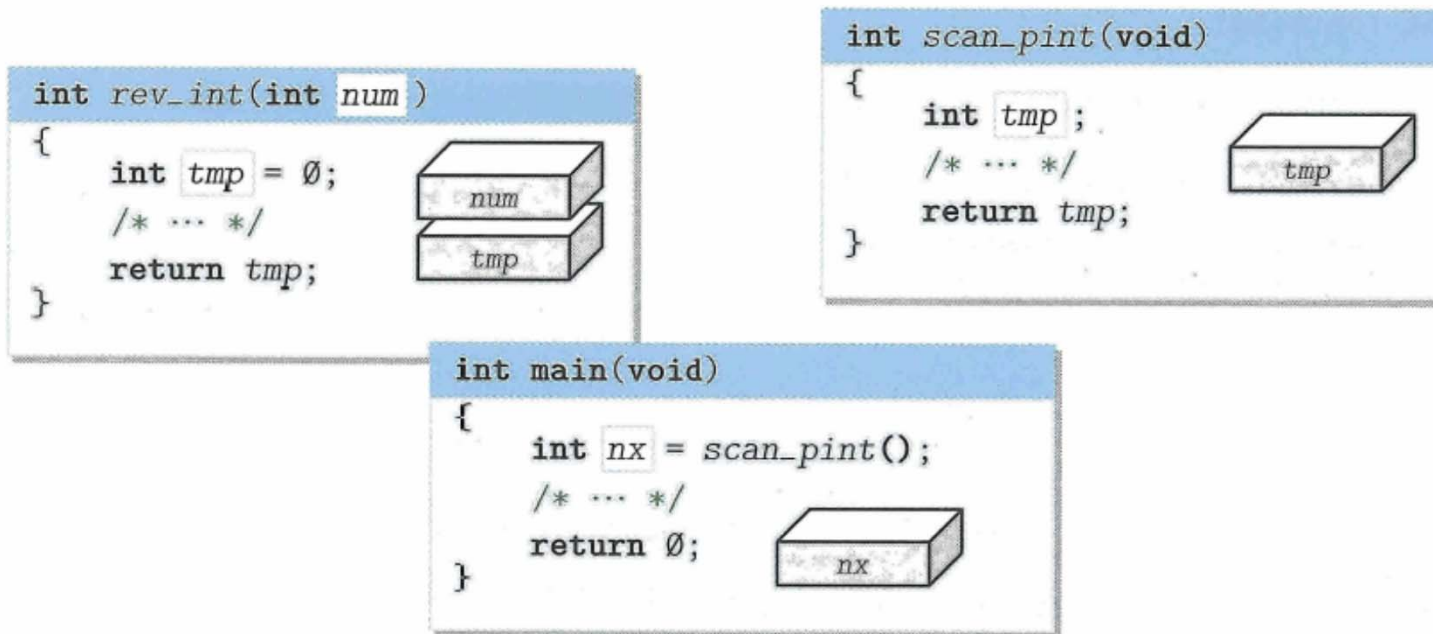 int rev_int(int num )
{
int tmp = Ø;
/* ··· */
return tmp;
}
num
tmp
int scan_pint(void)
{
int tmp ;
/* ··· */
return tmp;
}
tmp
int main(void)
{
int nx = scan_pint();
/* ··· */
return Ø;
}
nx